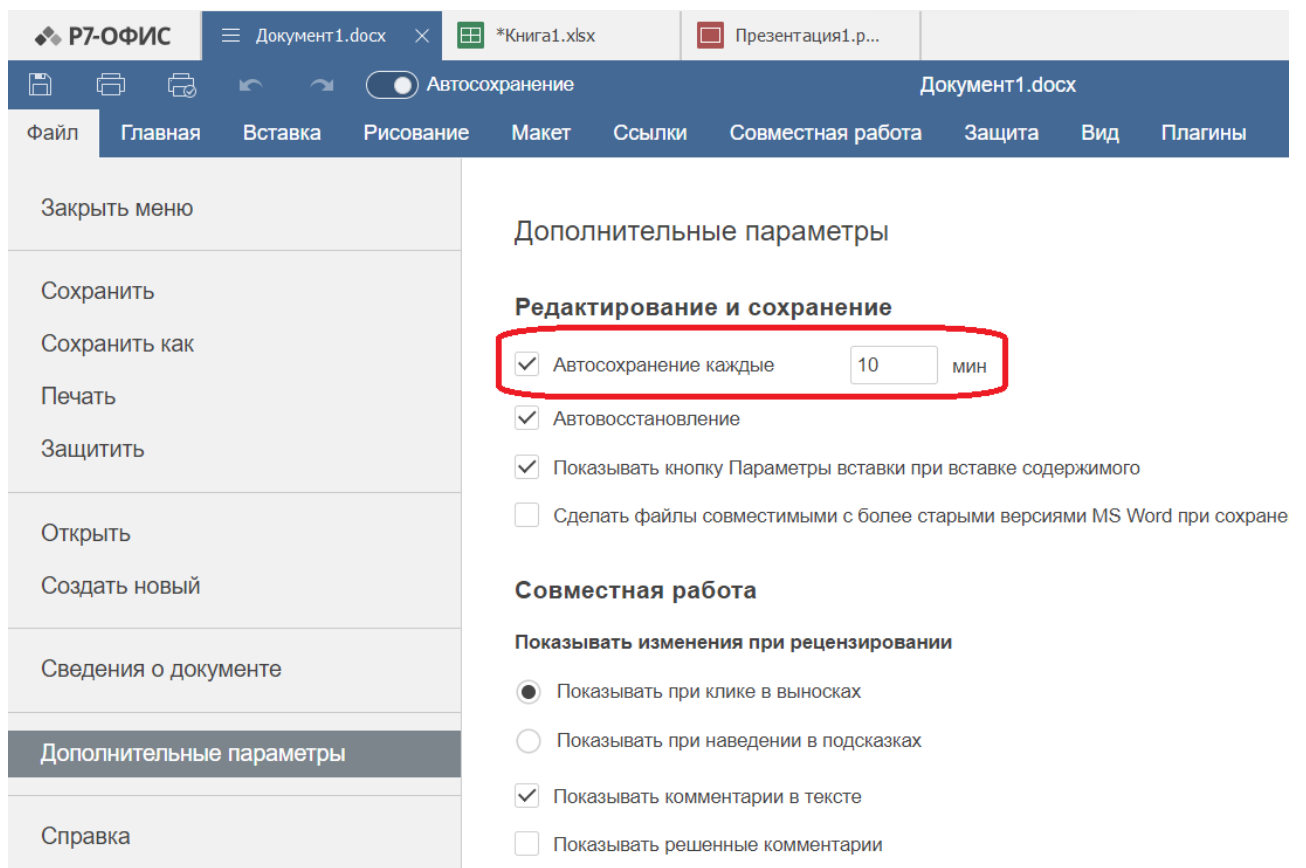 Р7-ОФИС Документ1.docx *Книга1.xlsx Презентация1.p...
Автосохранение Документ1.docx
Файл Главная Вставка Рисование Макет Ссылки Совместная работа Защита Вид Плагины
Закрыть меню
Сохранить
Сохранить как
Печать
Защитить
Открыть
Создать новый
Сведения о документе
Дополнительные параметры
Справка
Дополнительные параметры
Редактирование и сохранение
Автосохранение каждые 10 мин
Автовосстановление
Показывать кнопку Параметры вставки при вставке содержимого
Сделать файлы совместимыми с более старыми версиями MS Word при сохране
Совместная работа
Показывать изменения при рецензировании
Показывать при клике в выносках
Показывать при наведении в подсказках
Показывать комментарии в тексте
Показывать решенные комментарии